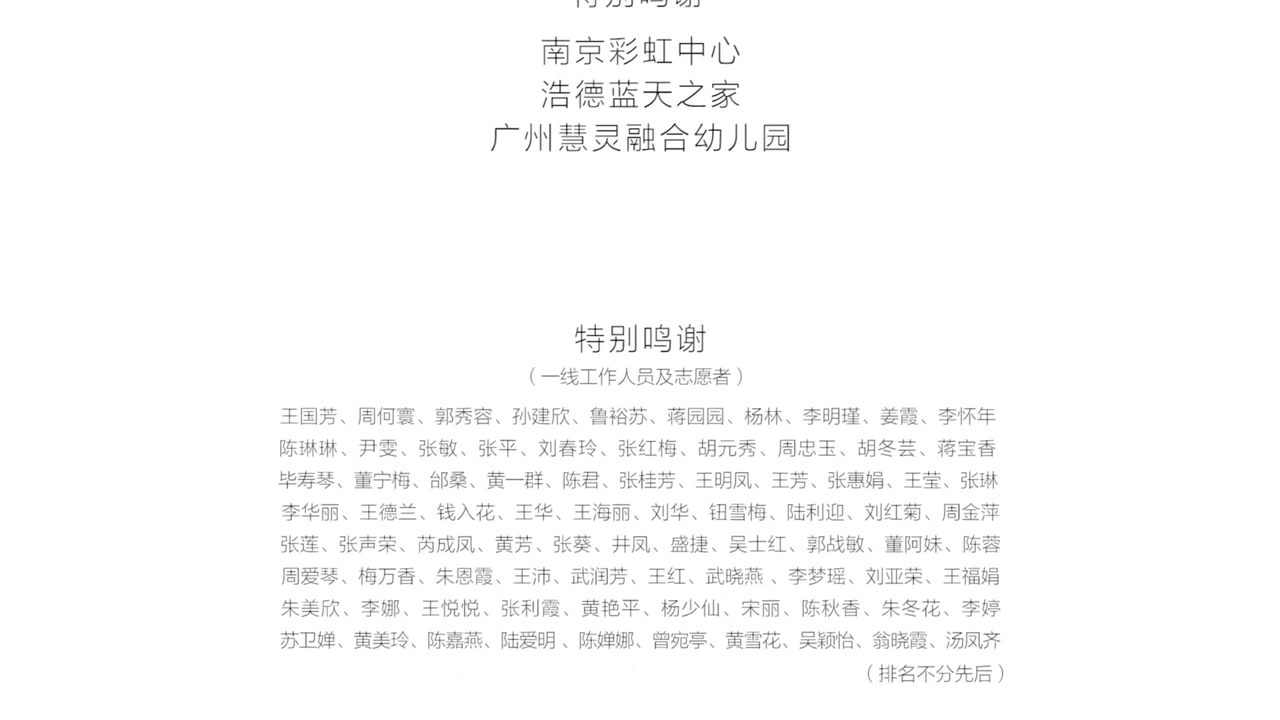 特别鸣谢
南京彩虹中心
浩德蓝天之家
广州慧灵融合幼儿园
特别鸣谢
（一线工作人员及志愿者）
王国芳、周何寰、郭秀容、孙建欣、鲁裕苏、蒋园园、杨林、李明瑾、姜霞、李怀年
陈琳琳、尹雯、张敏、张平、刘春玲、张红梅、胡元秀、周忠玉、胡冬芸、蒋宝香
毕寿琴、董宁梅、邰桑、黄一群、陈君、张桂芳、王明凤、王芳、张惠娟、王莹、张琳
李华丽、王德兰、钱入花、王华、王海丽、刘华、钮雪梅、陆利迎、刘红菊、周金萍
张莲、张声荣、芮成凤、黄芳、张葵、井凤、盛捷、吴士红、郭战敏、董阿妹、陈蓉
周爱琴、梅万香、朱恩霞、王沛、武润芳、王红、武晓燕 、李梦瑶、刘亚荣、王福娟
朱美欣、李娜、王悦悦、张利霞、黄艳平、杨少仙、宋丽、陈秋香、朱冬花、李婷
苏卫婵、黄美玲、陈嘉燕、陆爱明 、陈婵娜、曾宛亭、黄雪花、吴颖怡、翁晓霞、汤凤齐
（排名不分先后）